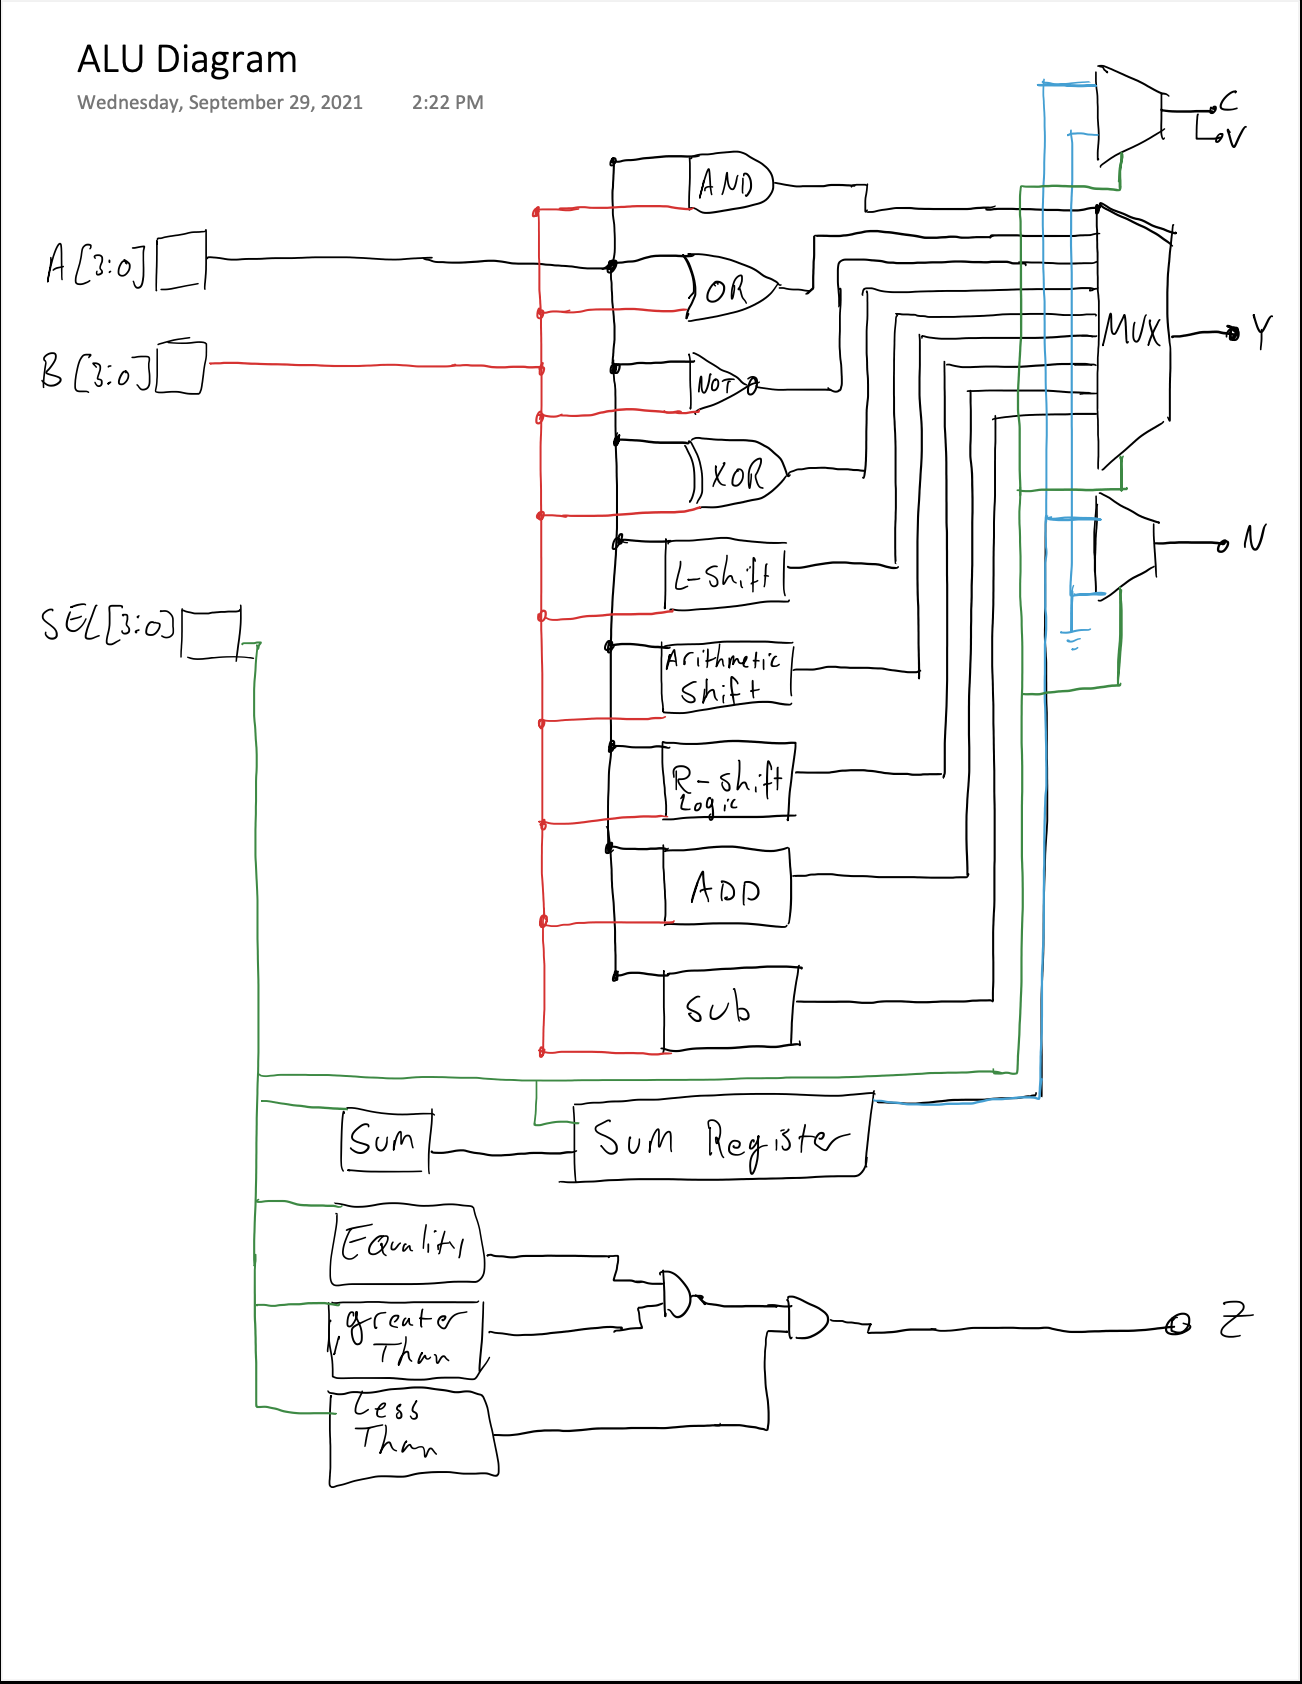 ALU Diagram
Wednesday, September 29, 2021 2:22 PM
C
V
AND
A[3:0]
OR
MUX
Y
B[3:0]
NOT
XOR
N
L-shift
SEL[3:0]
Arithmetic
shift
R-shift
Logic
ADD
Sub
Sum
Sum Register
Equality
greater
Than
Z
Less
Than